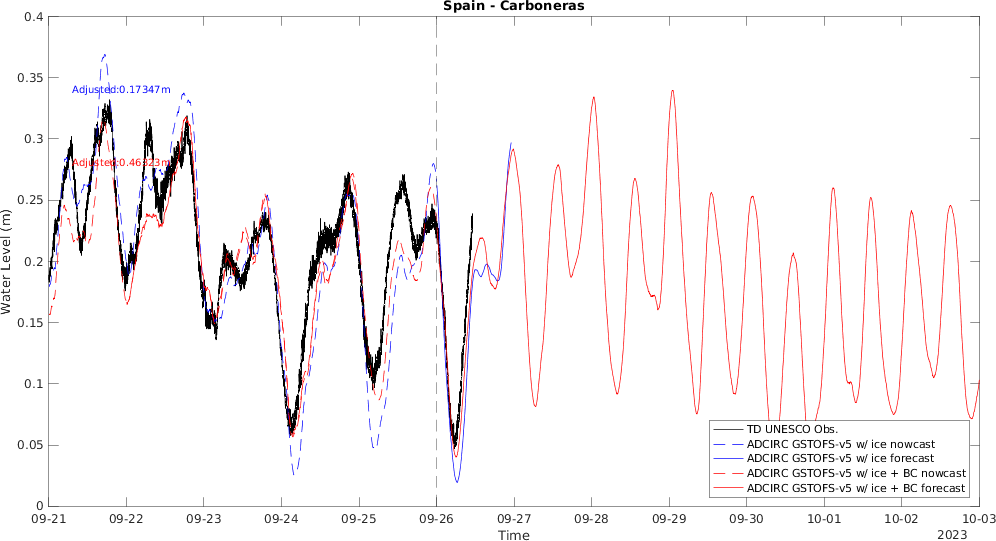 Spain - Carboneras
0.4
0.35
0.3
0.25
0.2
0.15
0.1
0.05
0
Water Level (m)
Adjusted:0.17347m
Adjusted:0.46323m
TD UNESCO Obs.
ADCIRC GSTOFS-v5 w/ ice nowcast
ADCIRC GSTOFS-v5 w/ ice forecast
ADCIRC GSTOFS-v5 w/ ice + BC nowcast
ADCIRC GSTOFS-v5 w/ ice + BC forecast
09-21 09-22 09-23 09-24 09-25 09-26 09-27 09-28 09-29 09-30 10-01 10-02 10-03
Time
2023